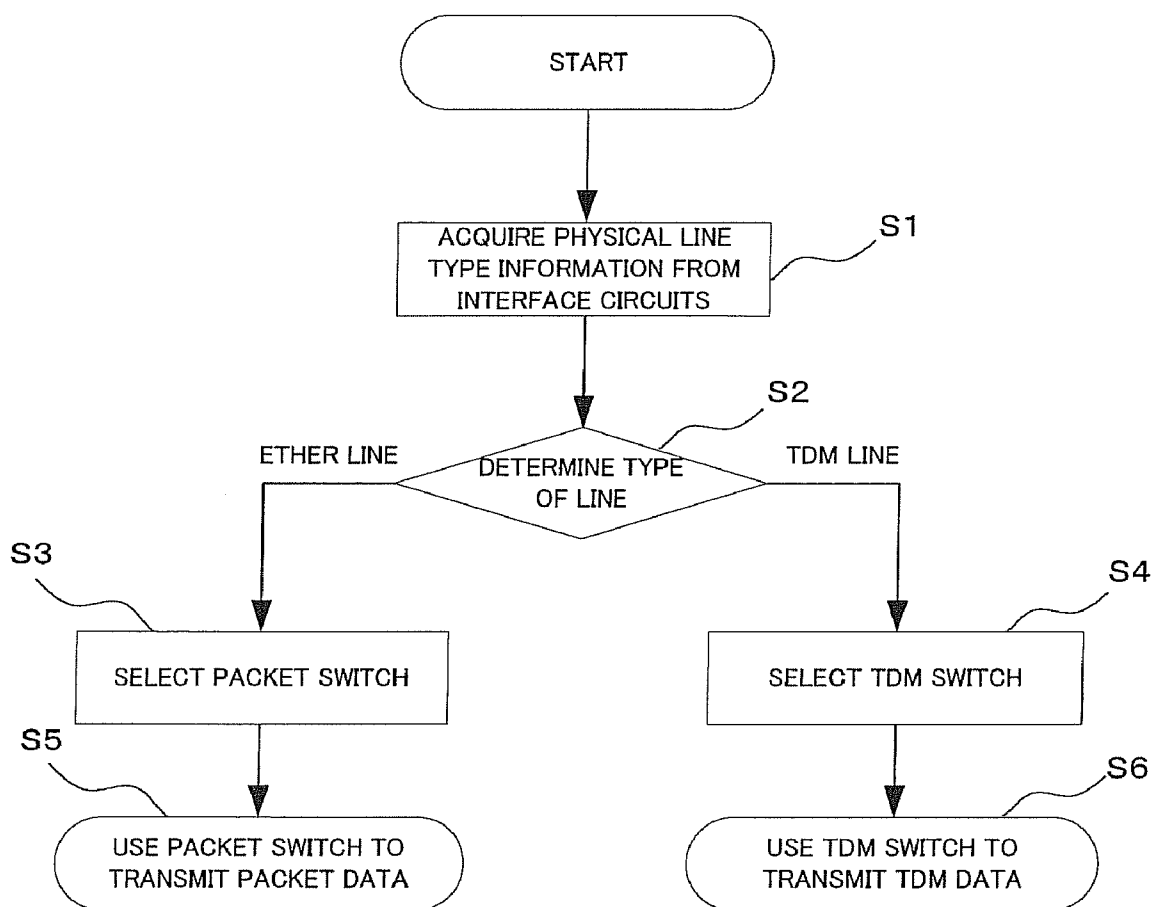 START
ACQUIRE PHYSICAL LINE
TYPE INFORMATION FROM
INTERFACE CIRCUITS
S1
S2
ETHER LINE
DETERMINE TYPE
OF LINE
TDM LINE
S3
SELECT PACKET SWITCH
S4
SELECT TDM SWITCH
S5
USE PACKET SWITCH TO
TRANSMIT PACKET DATA
S6
USE TDM SWITCH TO
TRANSMIT TDM DATA